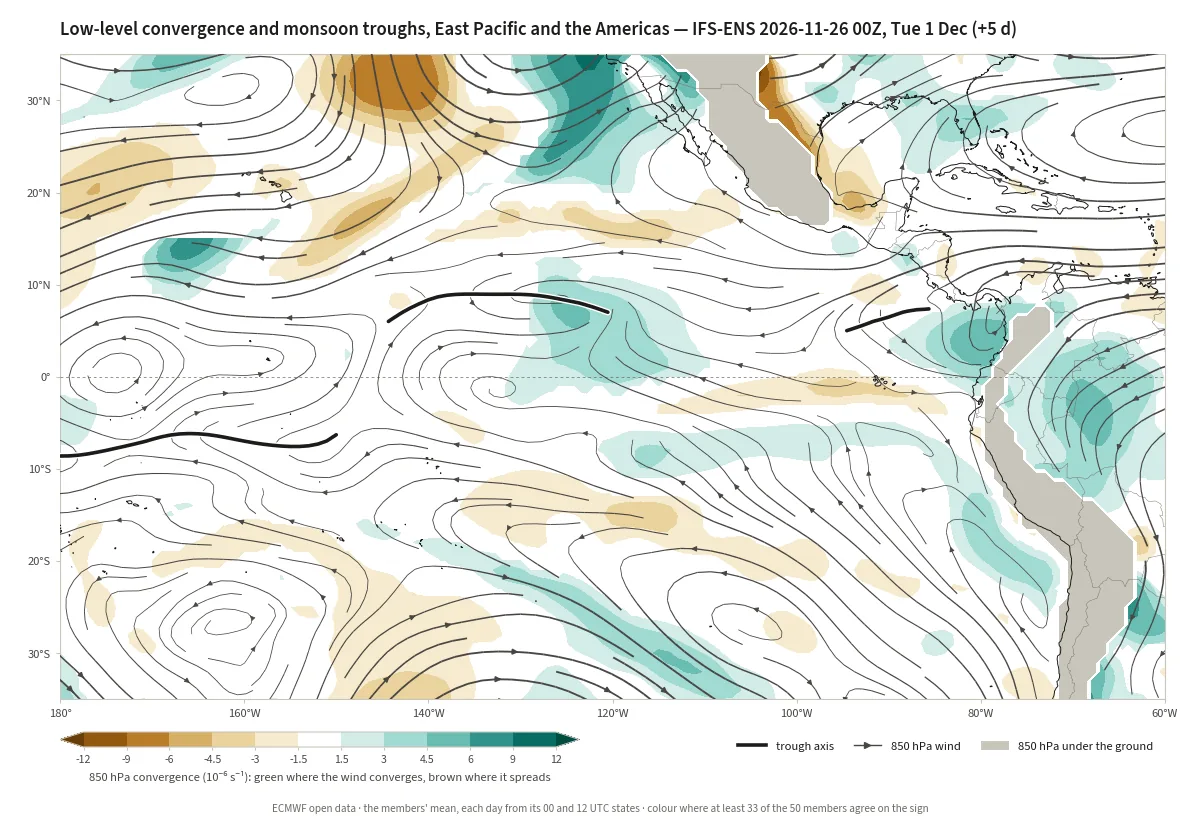 Low-level convergence and monsoon troughs, East Pacific and the Americas — IFS-ENS 2026-11-26 00Z, Tue 1 Dec (+5 d)
30°N
20°N
10°N
0°
10°S
20°S
30°S
180° 160°W 140°W 120°W 100°W 80°W 60°W
-12 -9 -6 -4.5 -3 -1.5 1.5 3 4.5 6 9 12
850 hPa convergence (10⁻⁶ s⁻¹): green where the wind converges, brown where it spreads
trough axis 850 hPa wind 850 hPa under the ground
ECMWF open data · the members' mean, each day from its 00 and 12 UTC states · colour where at least 33 of the 50 members agree on the sign